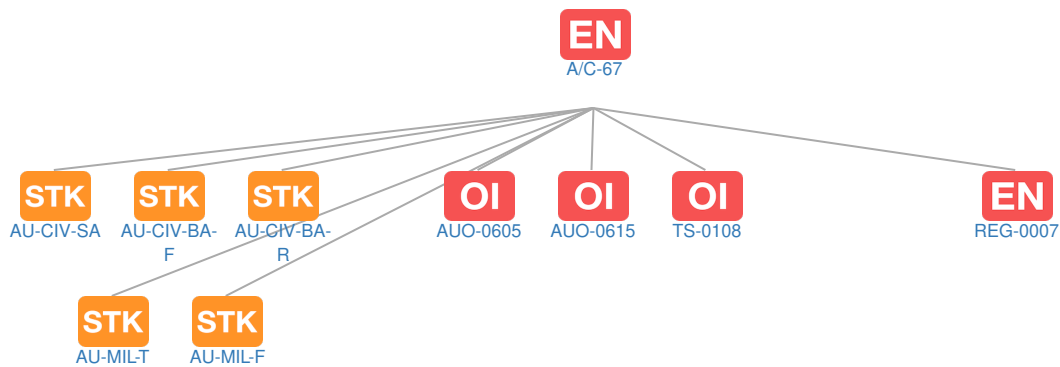 EN
A/C-67
STK
STK
STK
OI
OI
OI
EN
AU-CIV-SA
AU-CIV-BA-
F
AU-CIV-BA-
R
AUO-0605
AUO-0615
TS-0108
REG-0007
STK
STK
AU-MIL-T
AU-MIL-F